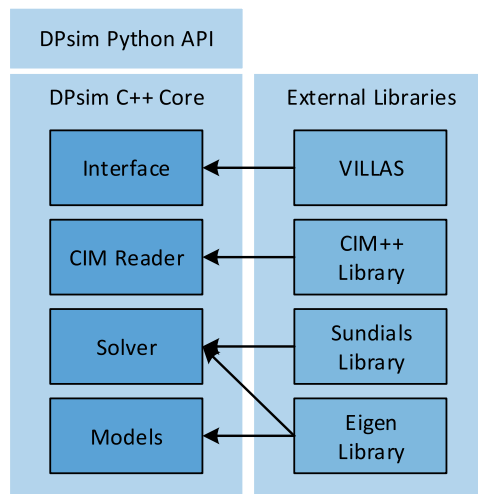 DPsim Python API
DPsim C++ Core
External Libraries
Interface
VILLAS
CIM Reader
CIM++
Library
Solver
Sundials
Library
Models
Eigen
Library